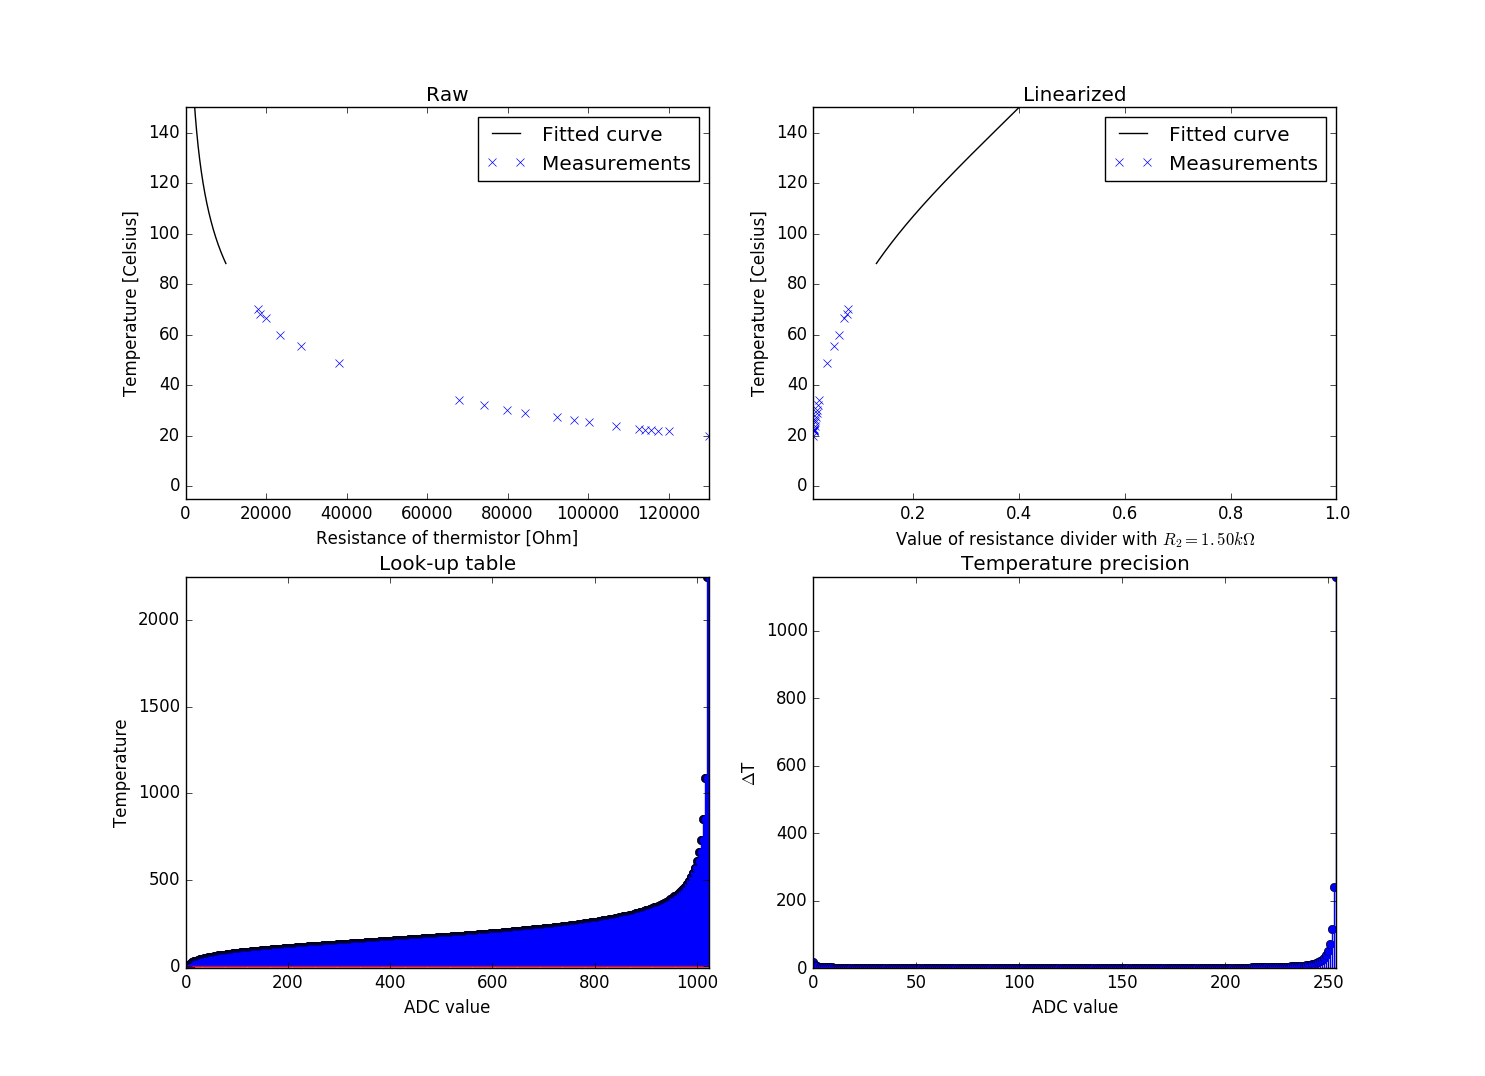 Raw
Fitted curve
Measurements
140
120
100
80
60
40
20
0
Temperature [Celsius]
0 20000 40000 60000 80000 100000 120000
Resistance of thermistor [Ohm]
Linearized
Fitted curve
Measurements
140
120
100
80
60
40
20
0
Temperature [Celsius]
0.2 0.4 0.6 0.8 1.0
Value of resistance divider with R₂ = 1.50kΩ
Look-up table
2000
1500
1000
500
0
Temperature
0 200 400 600 800 1000
ADC value
Temperature precision
1000
800
600
400
200
0
ΔT
0 50 100 150 200 250
ADC value